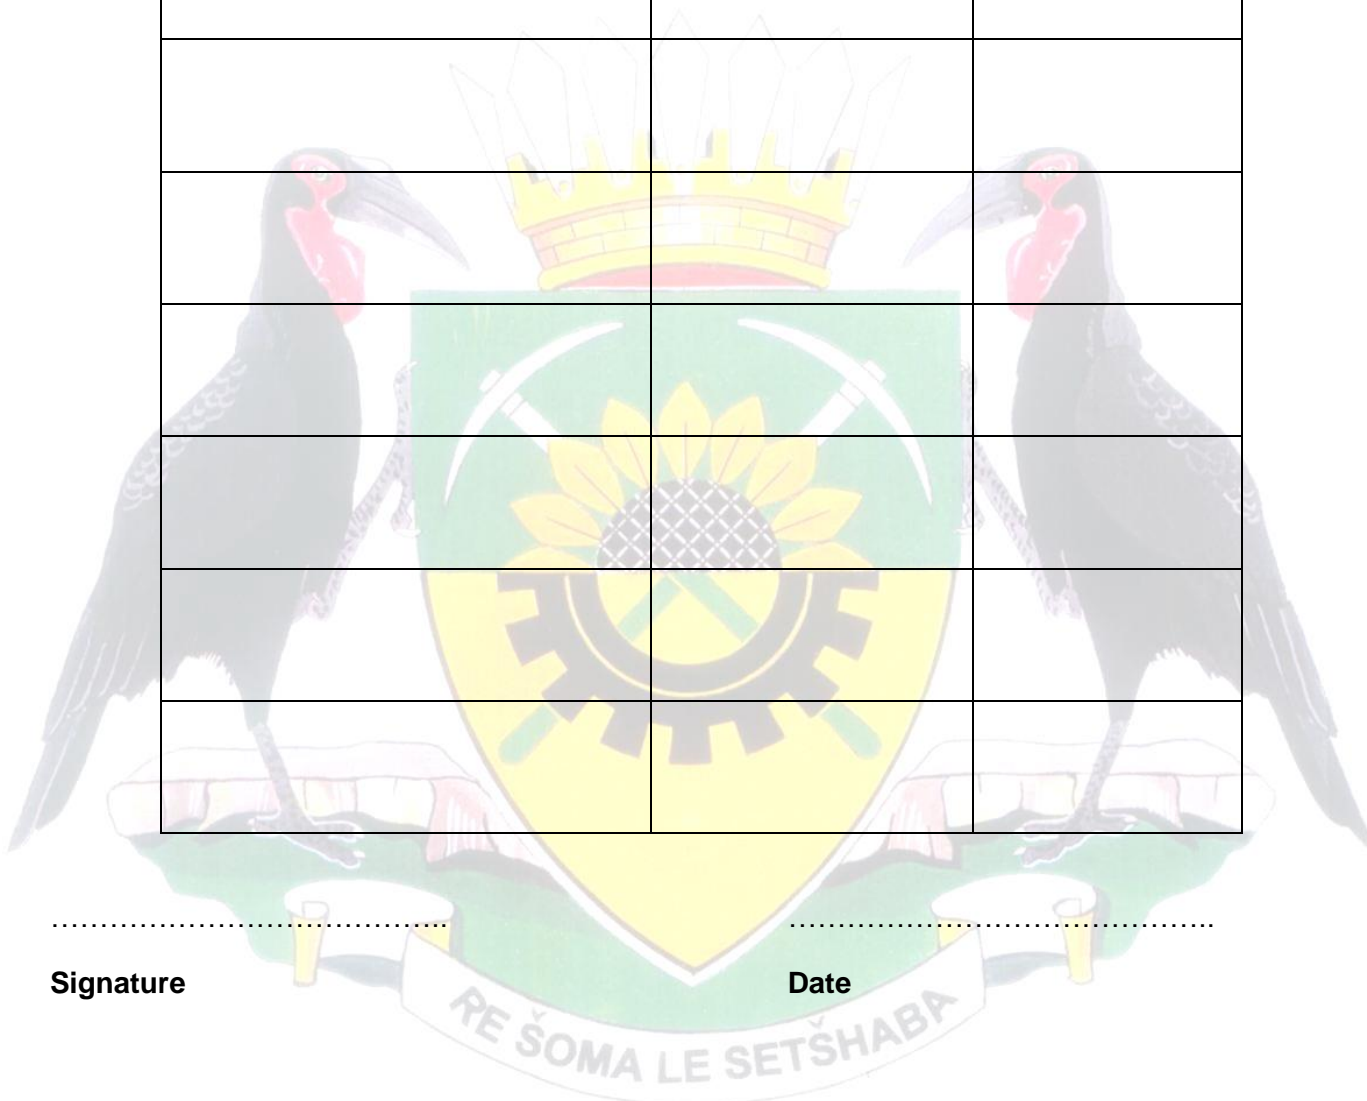 ……………………………………..
……………………………………..
Signature
Date
RE ŠOMA LE SETŠHABA